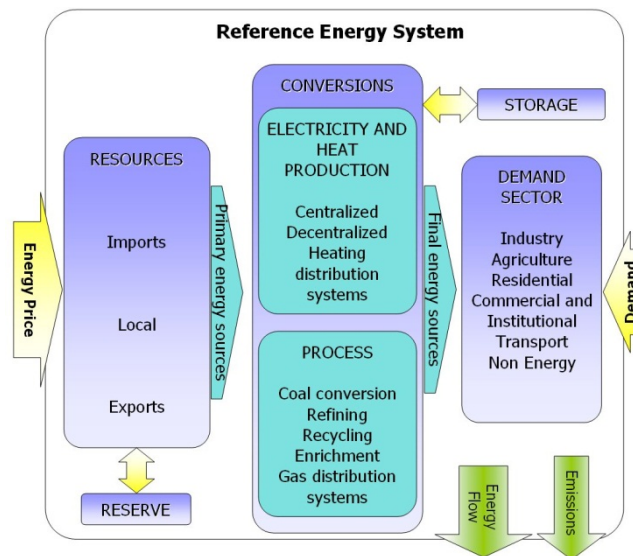 Reference Energy System
Energy Price
RESOURCES
Imports
Local
Exports
RESERVE
Primary energy sources
CONVERSIONS
ELECTRICITY AND
HEAT
PRODUCTION
Centralized
Decentralized
Heating
distribution
systems
PROCESS
Coal conversion
Refining
Recycling
Enrichment
Gas distribution
systems
Final energy sources
STORAGE
DEMAND
SECTOR
Industry
Agriculture
Residential
Commercial and
Institutional
Transport
Non Energy
Demand
Energy
Flow
Emissions